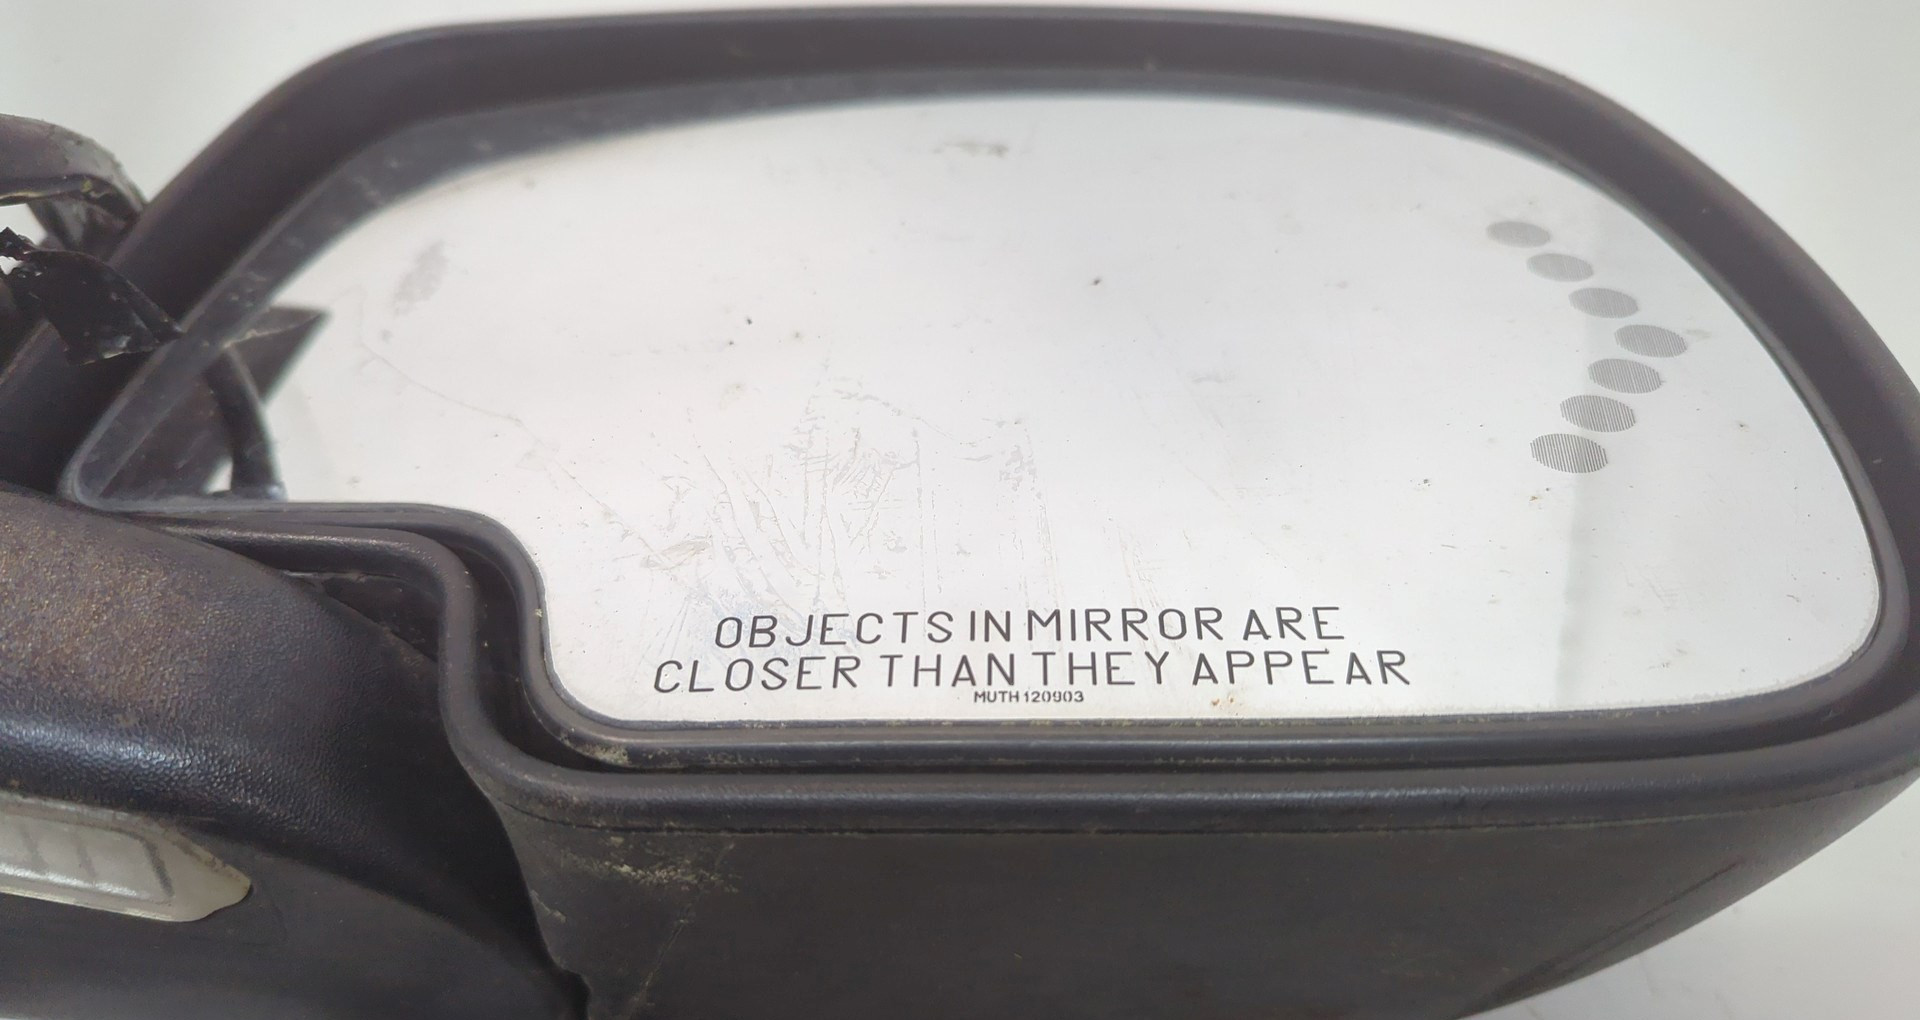 OBJECTS IN MIRROR ARE
CLOSER THAN THEY APPEAR
MUTH 120903